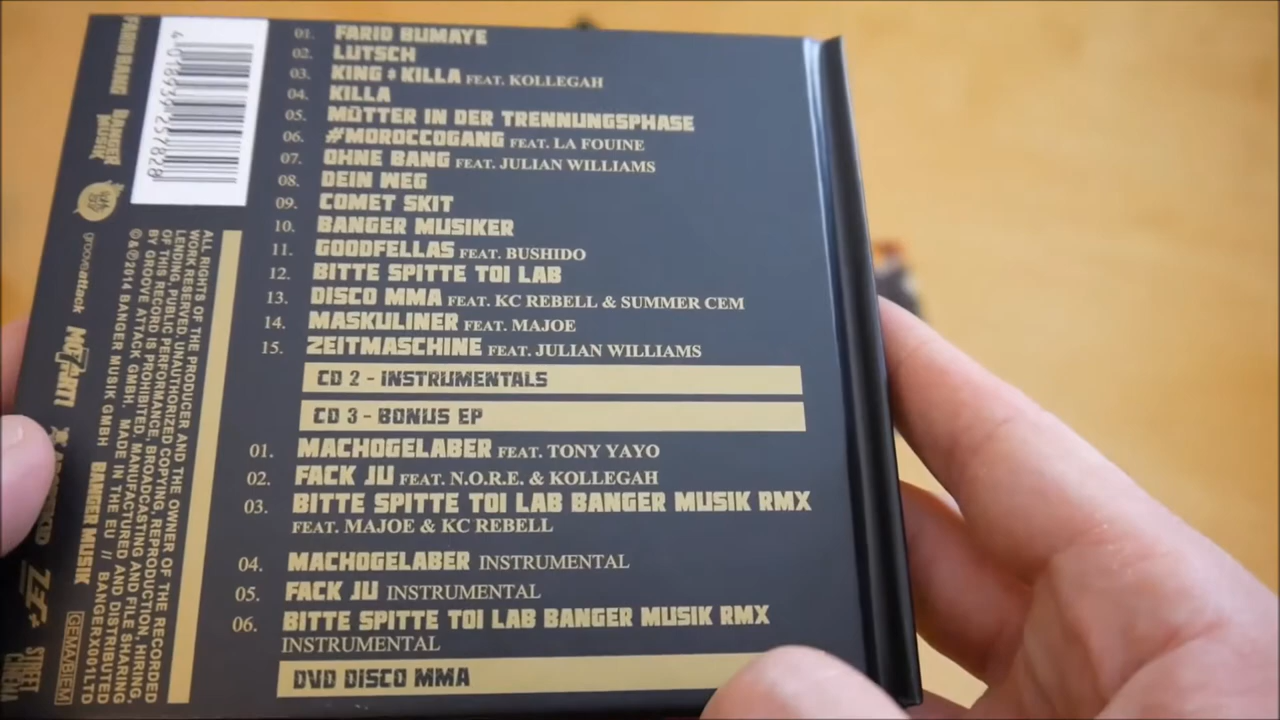 01. FARID BUMAYE
02. LUTSCH
03. KING & KILLA FEAT. KOLLEGAH
04. KILLA
05. MÜTTER IN DER TRENNUNGSPHASE
06. #MOROCCOGANG FEAT. LA FOUINE
07. OHNE BANG FEAT. JULIAN WILLIAMS
08. DEIN WEG
09. COMET SKIT
10. BANGER MUSIKER
11. GOODFELLAS FEAT. BUSHIDO
12. BITTE SPITTE TOI LAB
13. DISCO MMA FEAT. KC REBELL & SUMMER CEM
14. MASKULINER FEAT. MAJOE
15. ZEITMASCHINE FEAT. JULIAN WILLIAMS
CD 2 - INSTRUMENTALS
CD 3 - BONUS EP
01. MACHOGELABER FEAT. TONY YAYO
02. FACK JU FEAT. N.O.R.E. & KOLLEGAH
03. BITTE SPITTE TOI LAB BANGER MUSIK RMX
FEAT. MAJOE & KC REBELL
04. MACHOGELABER INSTRUMENTAL
05. FACK JU INSTRUMENTAL
06. BITTE SPITTE TOI LAB BANGER MUSIK RMX
INSTRUMENTAL
DVD DISCO MMA
4 018939 257828
ALL RIGHTS OF THE PRODUCER AND THE OWNER OF THE RECORDED
WORK RESERVED. UNAUTHORIZED COPYING, REPRODUCTION, HIRING,
LENDING, PUBLIC PERFORMANCE, BROADCASTING AND FILE SHARING
OF THIS RECORD IS PROHIBITED. MANUFACTURED AND DISTRIBUTED
BY GROOVE ATTACK GMBH. MADE IN THE EU // BANGERX001LTD
℗&©2014 BANGER MUSIK GMBH
BANGER MUSIK
GEMA/BIEM
FARID BANG
BANGER
MUSIK
grooveattack
STREET
CINEMA